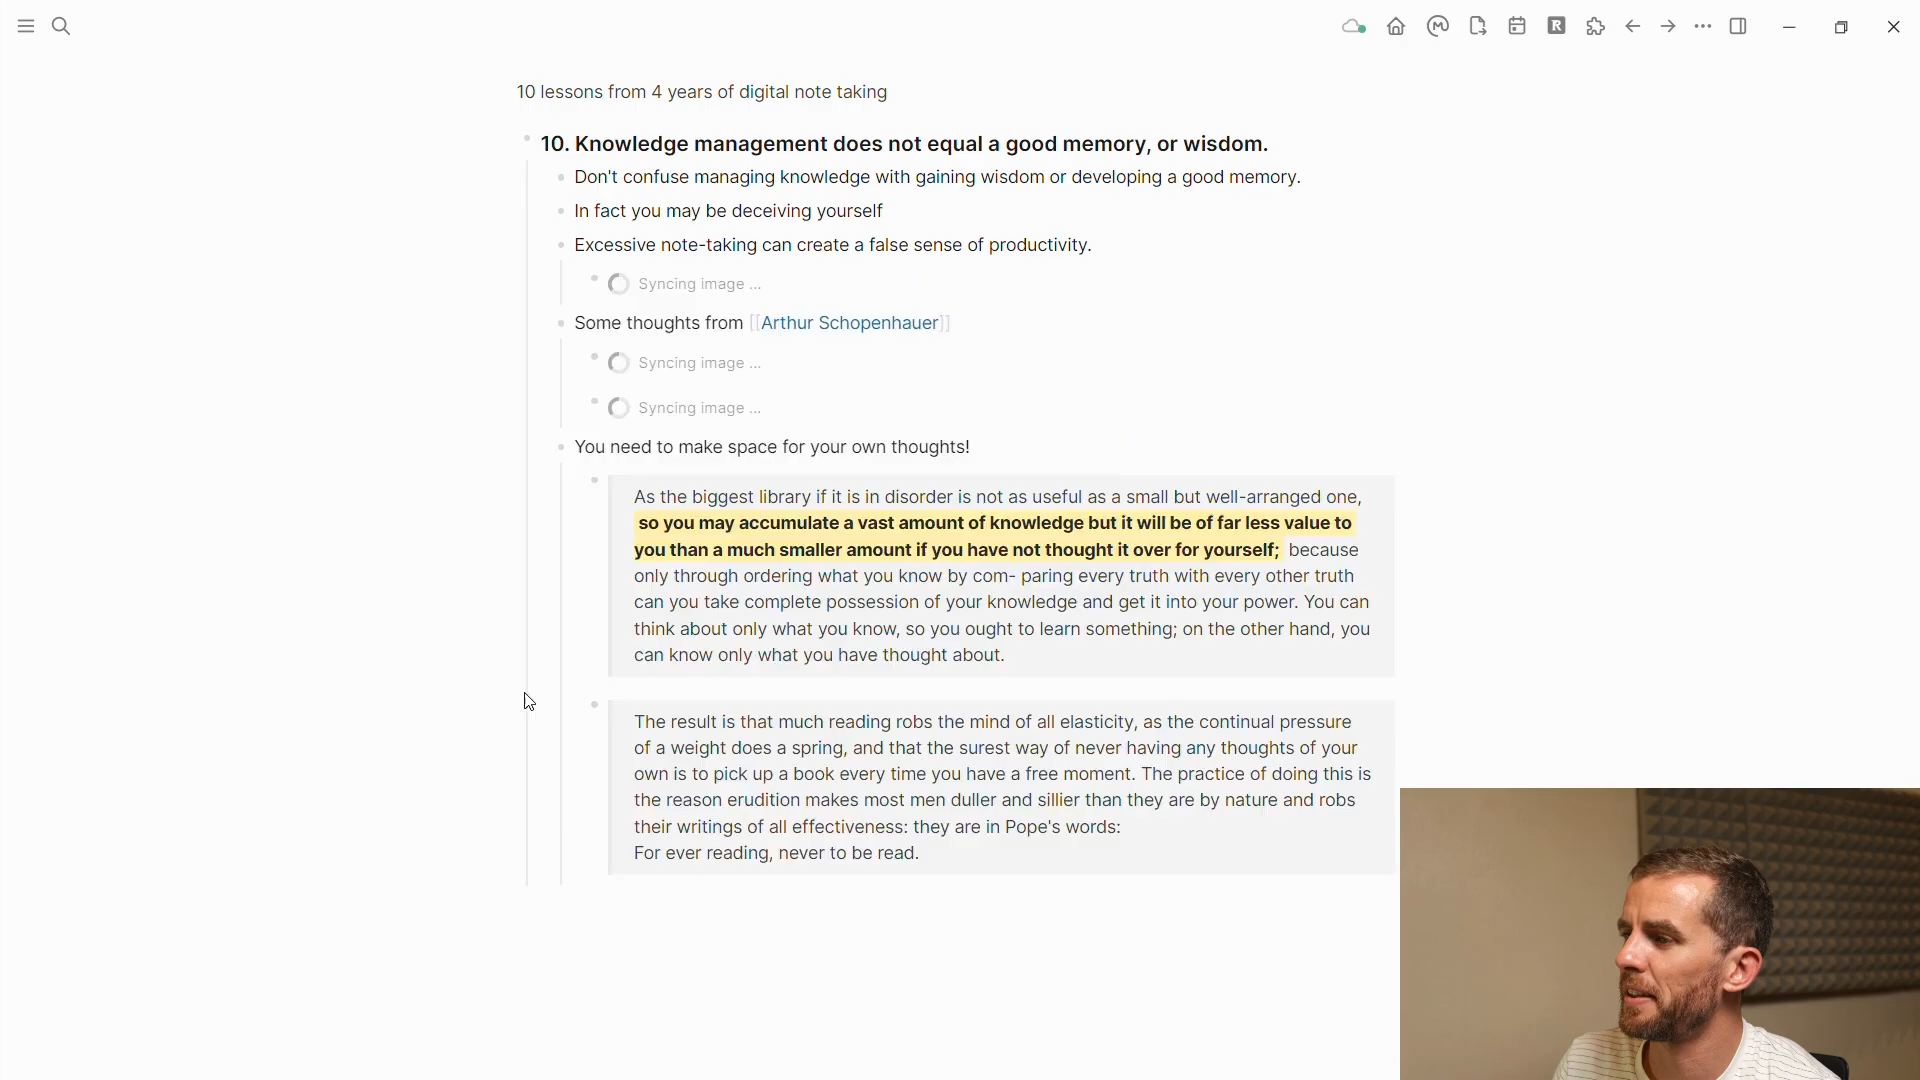 10 lessons from 4 years of digital note taking
10. Knowledge management does not equal a good memory, or wisdom.
Don't confuse managing knowledge with gaining wisdom or developing a good memory.
In fact you may be deceiving yourself
Excessive note-taking can create a false sense of productivity.
Syncing image ...
Some thoughts from [[Arthur Schopenhauer]]
Syncing image ...
Syncing image ...
You need to make space for your own thoughts!
As the biggest library if it is in disorder is not as useful as a small but well-arranged one,
so you may accumulate a vast amount of knowledge but it will be of far less value to
you than a much smaller amount if you have not thought it over for yourself; because
only through ordering what you know by com- paring every truth with every other truth
can you take complete possession of your knowledge and get it into your power. You can
think about only what you know, so you ought to learn something; on the other hand, you
can know only what you have thought about.
The result is that much reading robs the mind of all elasticity, as the continual pressure
of a weight does a spring, and that the surest way of never having any thoughts of your
own is to pick up a book every time you have a free moment. The practice of doing this is
the reason erudition makes most men duller and sillier than they are by nature and robs
their writings of all effectiveness: they are in Pope's words:
For ever reading, never to be read.